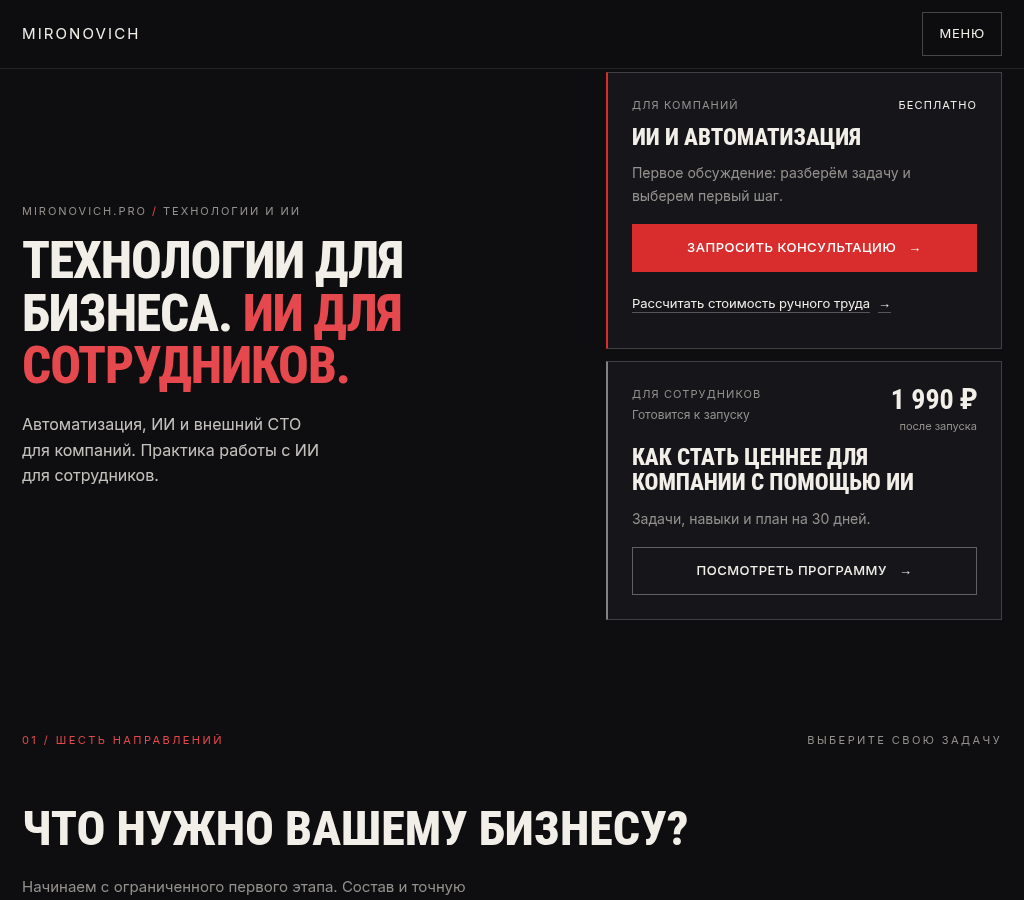 MIRONOVICH
МЕНЮ
MIRONOVICH.PRO / ТЕХНОЛОГИИ И ИИ
ТЕХНОЛОГИИ ДЛЯ
БИЗНЕСА. ИИ ДЛЯ
СОТРУДНИКОВ.
Автоматизация, ИИ и внешний СТО
для компаний. Практика работы с ИИ
для сотрудников.
ДЛЯ КОМПАНИЙ
БЕСПЛАТНО
ИИ И АВТОМАТИЗАЦИЯ
Первое обсуждение: разберём задачу и
выберем первый шаг.
ЗАПРОСИТЬ КОНСУЛЬТАЦИЮ →
Рассчитать стоимость ручного труда →
ДЛЯ СОТРУДНИКОВ
Готовится к запуску
1 990 ₽
после запуска
КАК СТАТЬ ЦЕННЕЕ ДЛЯ
КОМПАНИИ С ПОМОЩЬЮ ИИ
Задачи, навыки и план на 30 дней.
ПОСМОТРЕТЬ ПРОГРАММУ →
01 / ШЕСТЬ НАПРАВЛЕНИЙ
ВЫБЕРИТЕ СВОЮ ЗАДАЧУ
ЧТО НУЖНО ВАШЕМУ БИЗНЕСУ?
Начинаем с ограниченного первого этапа. Состав и точную